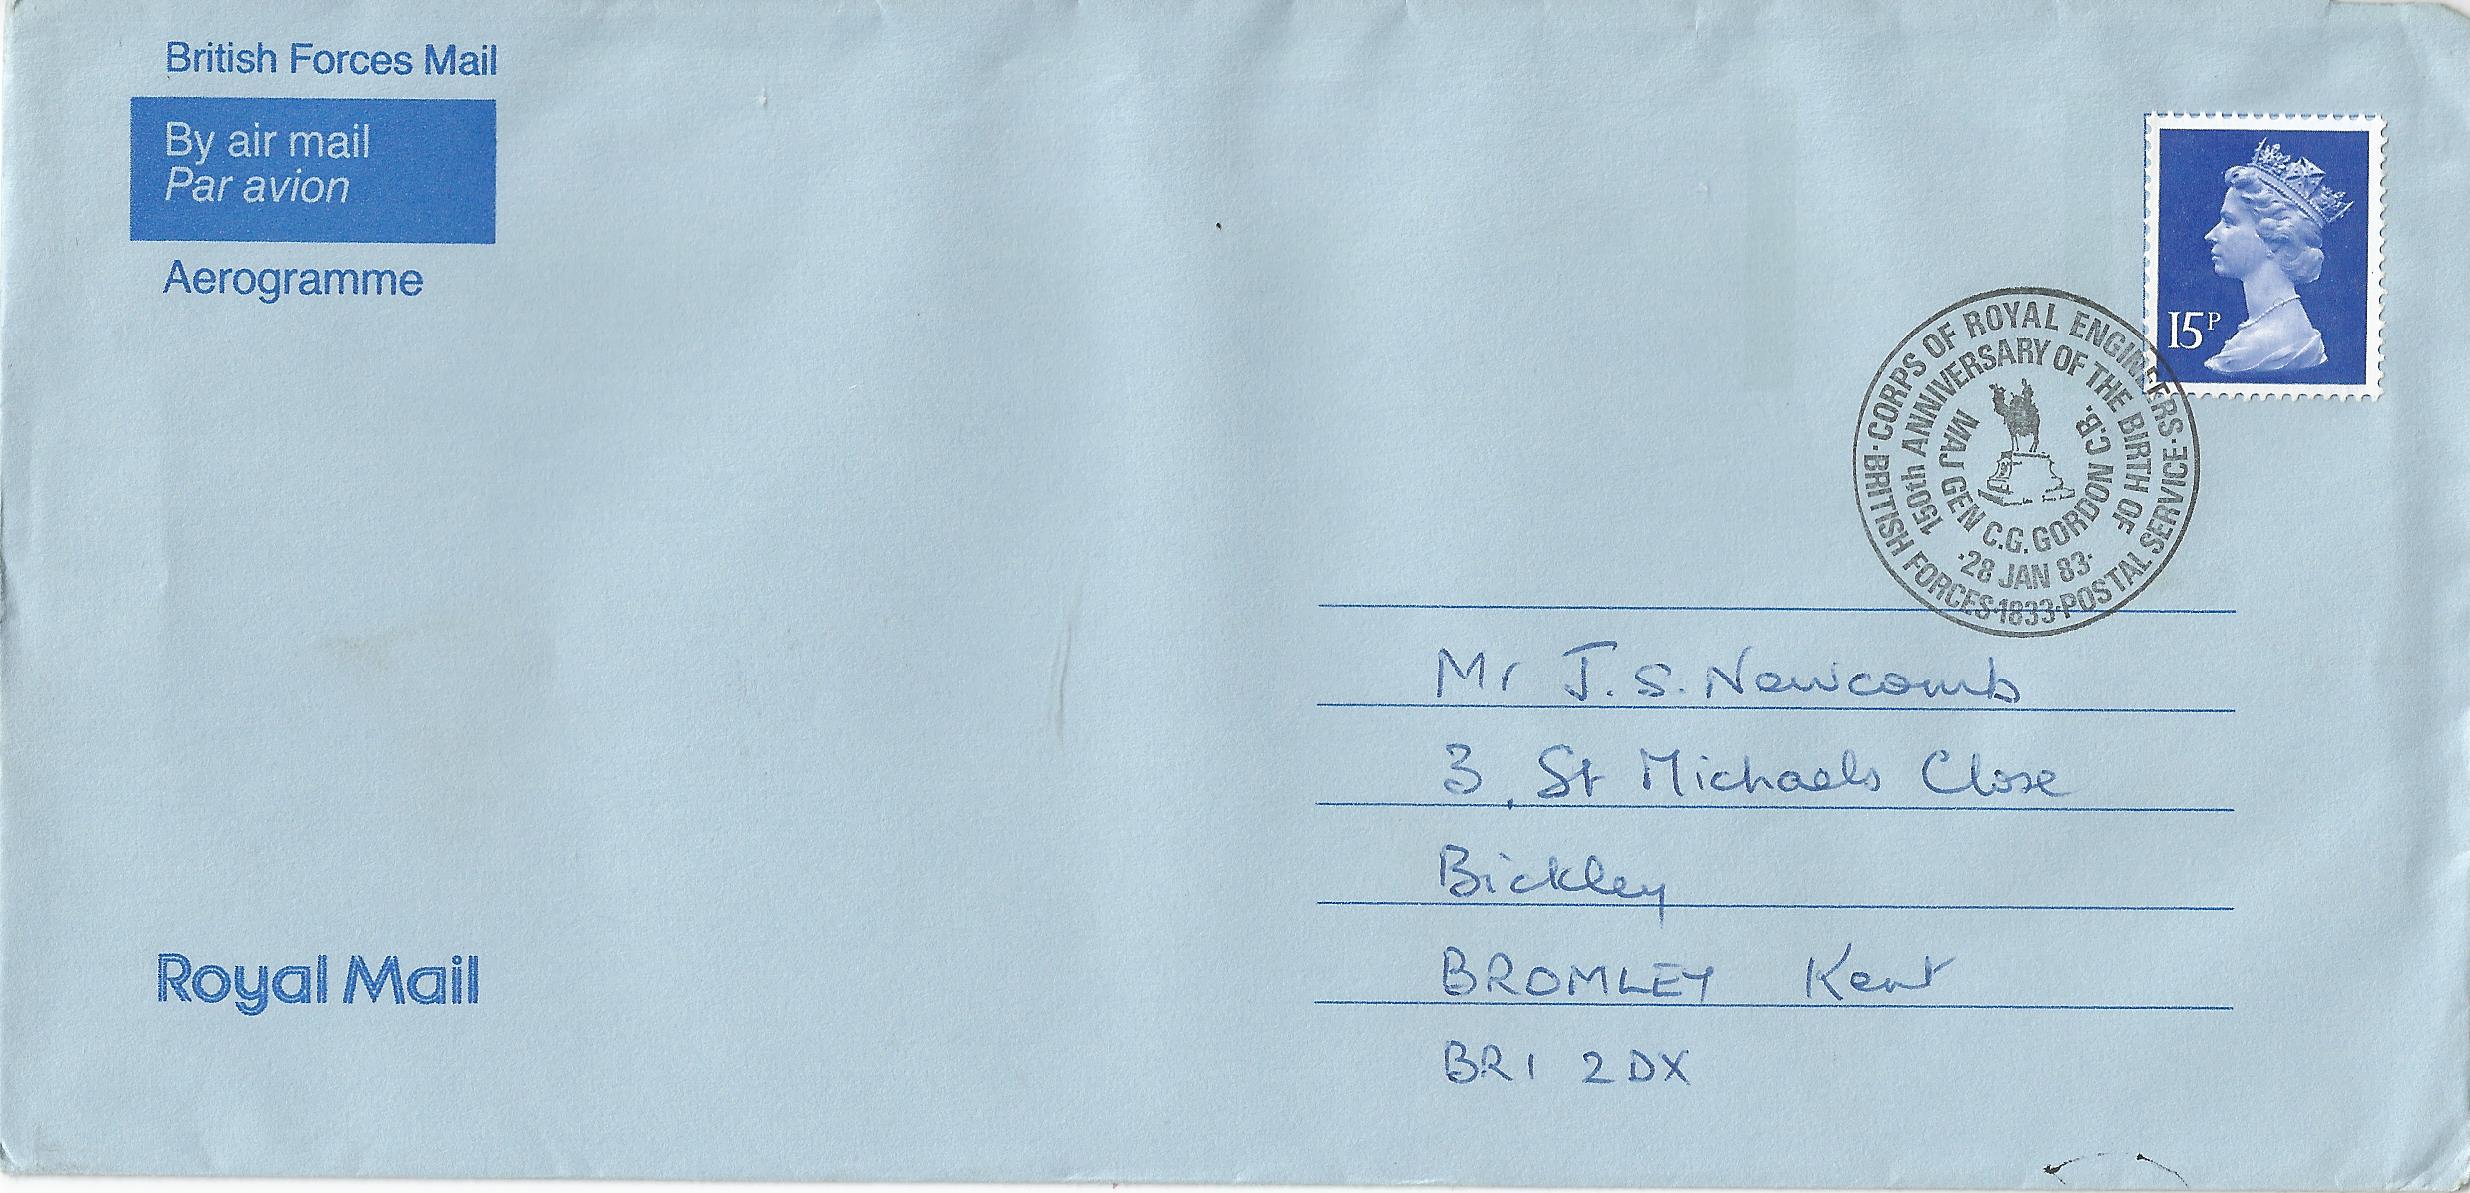 British Forces Mail
By air mail
Par avion
Aerogramme
15P
·CORPS OF ROYAL ENGINEERS·
150th ANNIVERSARY OF THE BIRTH OF
MAJ GEN C.G. GORDON C.B.
·28 JAN 83·
BRITISH FORCES·1833·POSTAL SERVICE
Mr J. S. Newcomb
3, St Michaels Close
Bickley
BROMLEY Kent
BR1 2DX
Royal Mail